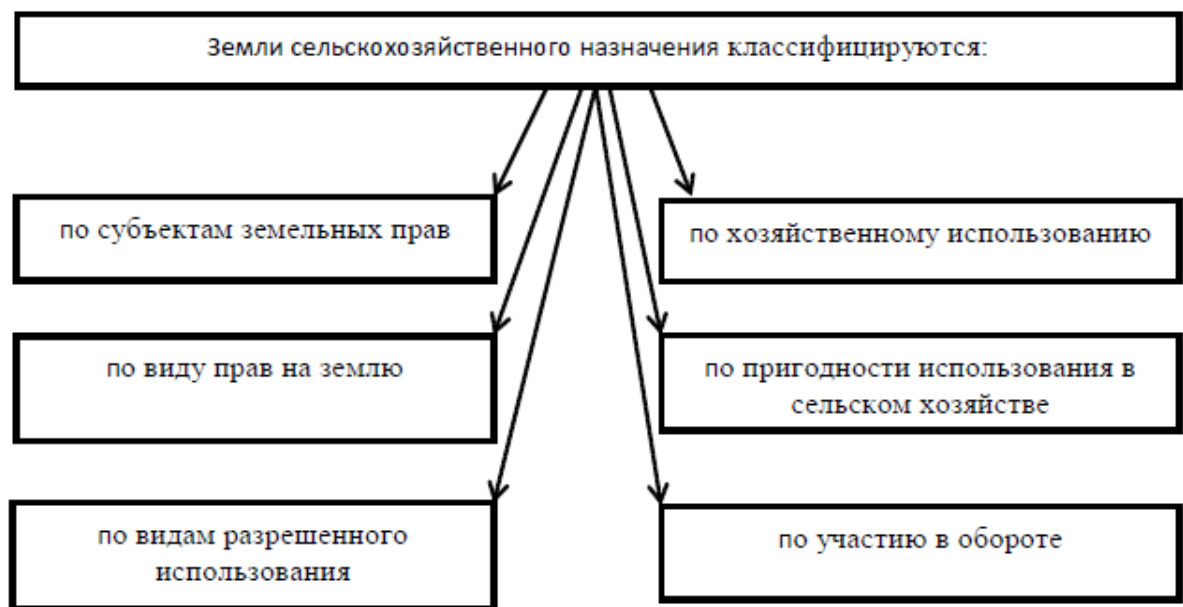 Земли сельскохозяйственного назначения классифицируются:
по субъектам земельных прав
по хозяйственному использованию
по виду прав на землю
по пригодности использования в
сельском хозяйстве
по видам разрешенного
использования
по участию в обороте